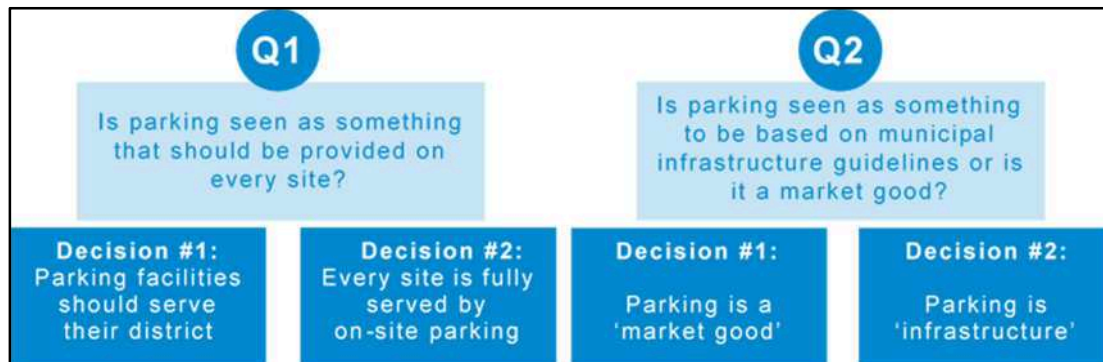 Q1
Is parking seen as something
that should be provided on
every site?
Decision #1:
Parking facilities
should serve
their district
Decision #2:
Every site is fully
served by
on-site parking
Q2
Is parking seen as something
to be based on municipal
infrastructure guidelines or is
it a market good?
Decision #1:
Parking is a
‘market good’
Decision #2:
Parking is
‘infrastructure’